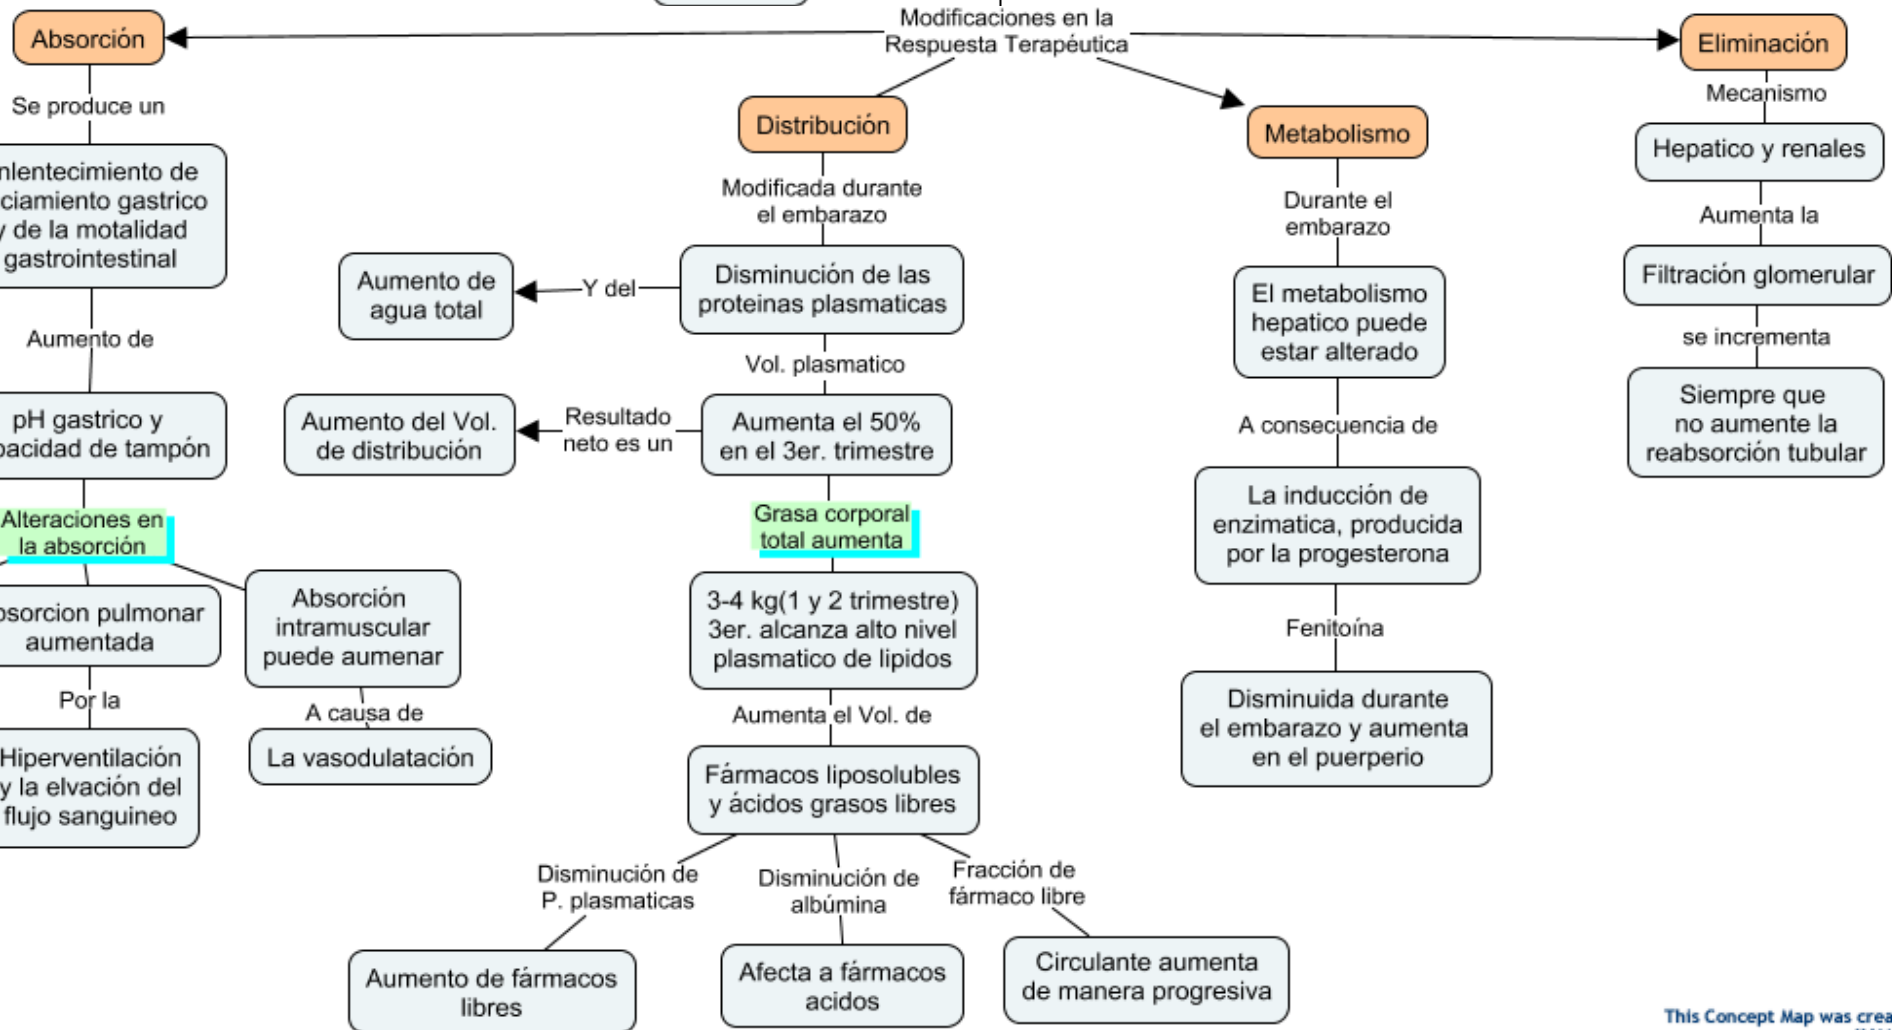 Modificaciones en la
Respuesta Terapéutica
Absorción
Se produce un
nlentecimiento de
ciamiento gastrico
y de la motalidad
gastrointestinal
Aumento de
pH gastrico y
pacidad de tampón
Alteraciones en
la absorción
bsorcion pulmonar
aumentada
Por la
Hiperventilación
y la elvación del
flujo sanguineo
Absorción
intramuscular
puede aumenar
A causa de
La vasodulatación
Distribución
Modificada durante
el embarazo
Disminución de las
proteinas plasmaticas
Y del
Aumento de
agua total
Vol. plasmatico
Aumenta el 50%
en el 3er. trimestre
Resultado
neto es un
Aumento del Vol.
de distribución
Grasa corporal
total aumenta
3-4 kg(1 y 2 trimestre)
3er. alcanza alto nivel
plasmatico de lipidos
Aumenta el Vol. de
Fármacos liposolubles
y ácidos grasos libres
Disminución de
P. plasmaticas
Aumento de fármacos
libres
Disminución de
albúmina
Afecta a fármacos
acidos
Fracción de
fármaco libre
Circulante aumenta
de manera progresiva
Metabolismo
Durante el
embarazo
El metabolismo
hepatico puede
estar alterado
A consecuencia de
La inducción de
enzimatica, producida
por la progesterona
Fenitoína
Disminuida durante
el embarazo y aumenta
en el puerperio
Eliminación
Mecanismo
Hepatico y renales
Aumenta la
Filtración glomerular
se incrementa
Siempre que
no aumente la
reabsorción tubular
This Concept Map was crea